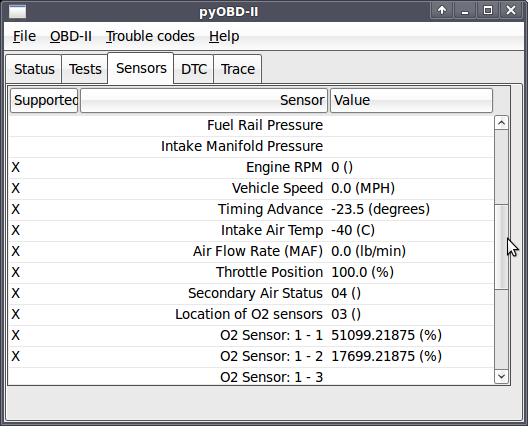 pyOBD-II
File OBD-II Trouble codes Help
Status Tests Sensors DTC Trace
Supported Sensor Value
Fuel Rail Pressure
Intake Manifold Pressure
X Engine RPM 0 ()
X Vehicle Speed 0.0 (MPH)
X Timing Advance -23.5 (degrees)
X Intake Air Temp -40 (C)
X Air Flow Rate (MAF) 0.0 (lb/min)
X Throttle Position 100.0 (%)
X Secondary Air Status 04 ()
X Location of O2 sensors 03 ()
X O2 Sensor: 1 - 1 51099.21875 (%)
X O2 Sensor: 1 - 2 17699.21875 (%)
O2 Sensor: 1 - 3